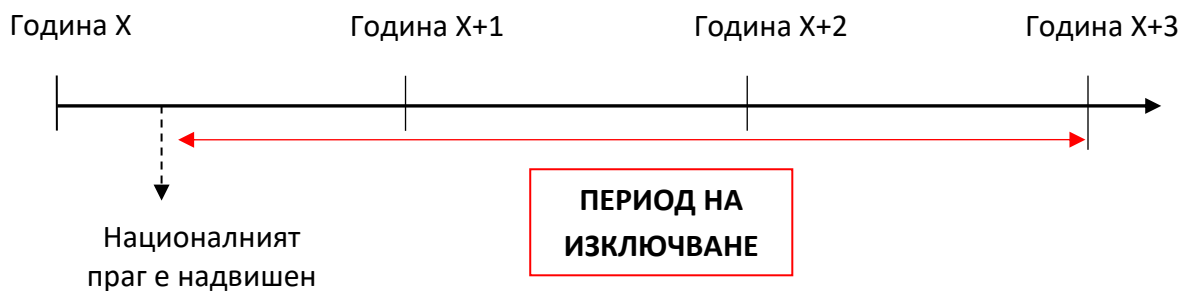 Година X
Година X+1
Година X+2
Година X+3
ПЕРИОД НА
ИЗКЛЮЧВАНЕ
Националният
праг е надвишен